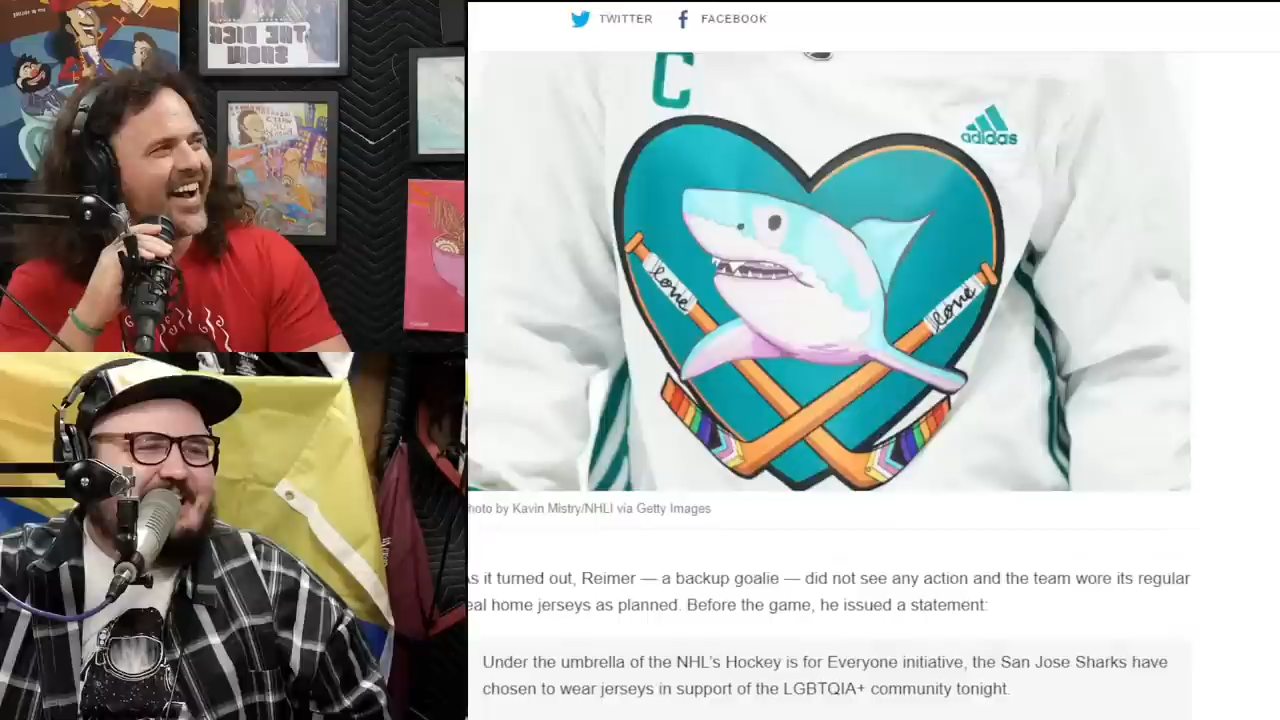 TWITTER FACEBOOK
THE DICK
SHOW
C
adidas
love
love
hoto by Kavin Mistry/NHLI via Getty Images
s it turned out, Reimer — a backup goalie — did not see any action and the team wore its regular
eal home jerseys as planned. Before the game, he issued a statement:
Under the umbrella of the NHL's Hockey is for Everyone initiative, the San Jose Sharks have
chosen to wear jerseys in support of the LGBTQIA+ community tonight.